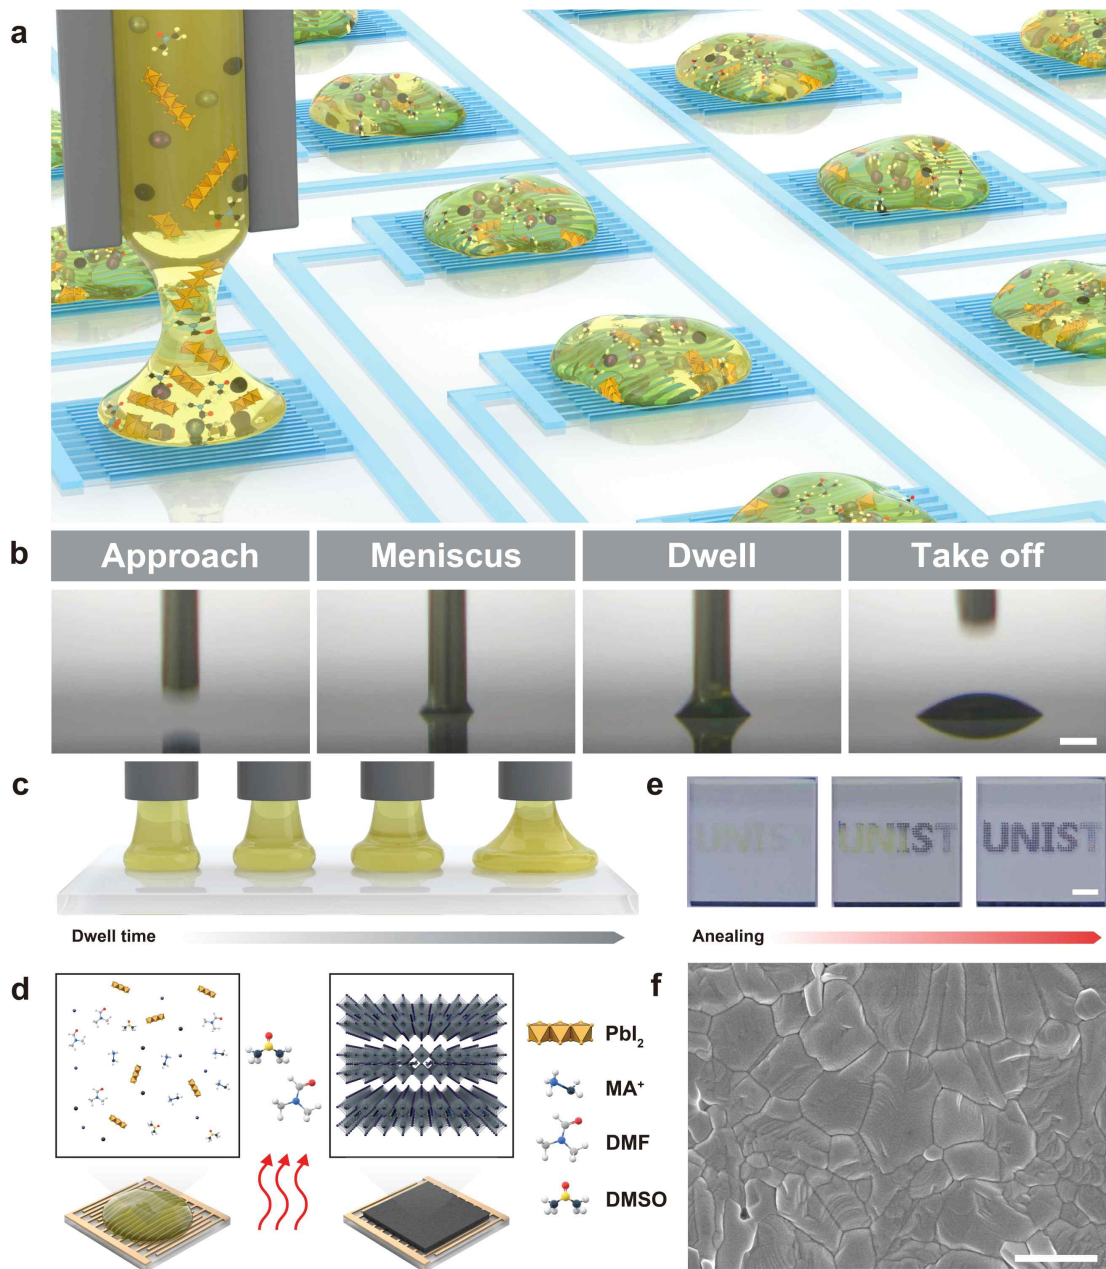 a
b
Approach
Meniscus
Dwell
Take off
c
Dwell time
e
UNIST
UNIST
UNIST
Anealing
d
PbI₂
MA⁺
DMF
DMSO
f